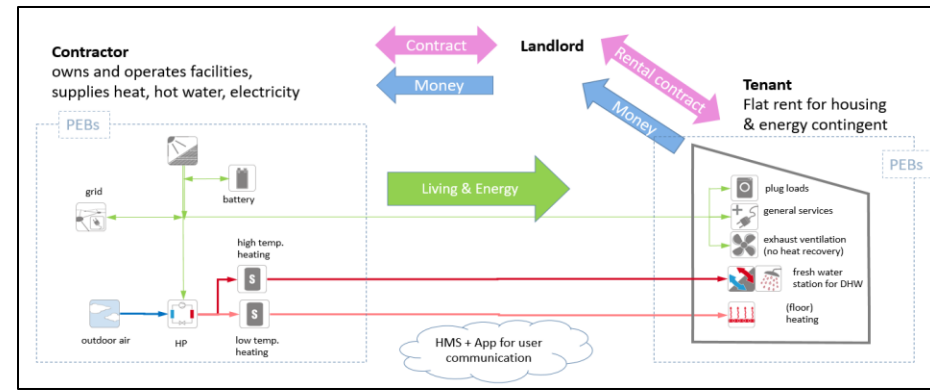 Contractor
owns and operates facilities,
supplies heat, hot water, electricity
Contract
Money
Landlord
Rental contract
Money
Tenant
Flat rent for housing
& energy contingent
PEBs
PEBs
grid
battery
Living & Energy
plug loads
general services
exhaust ventilation
(no heat recovery)
high temp.
heating
S
fresh water
station for DHW
outdoor air
HP
S
low temp.
heating
(floor)
heating
HMS + App for user
communication